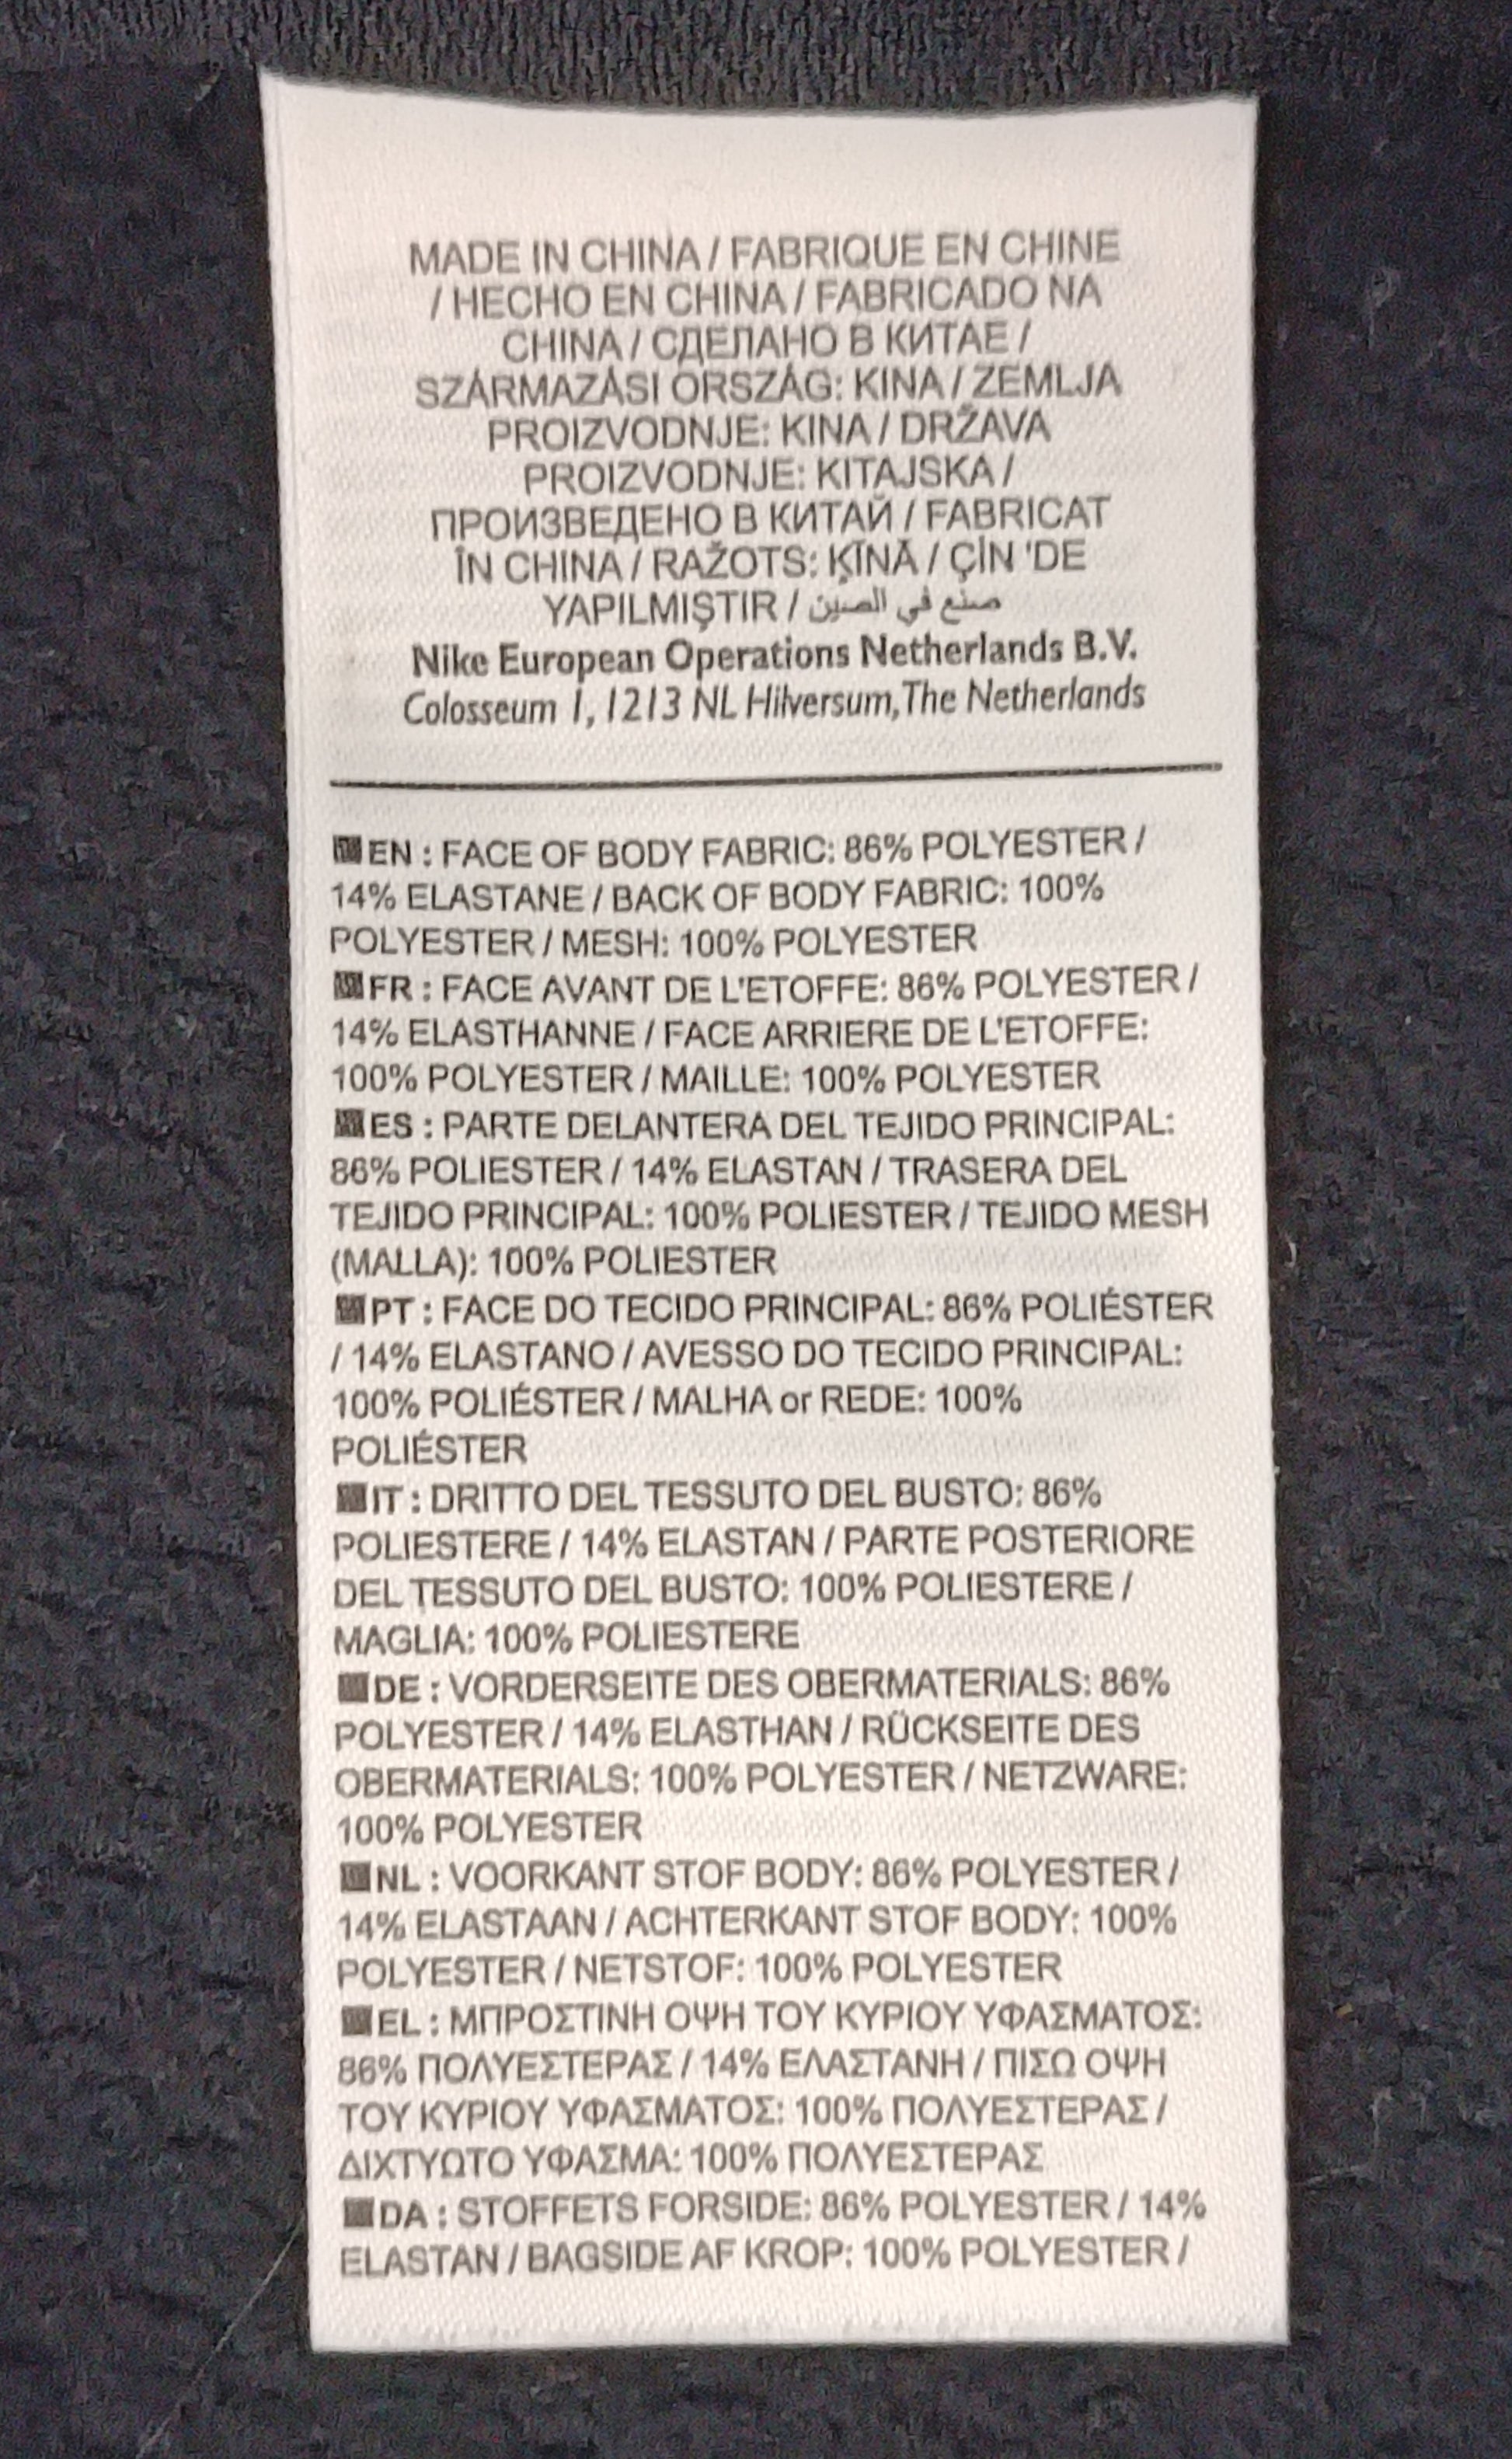 MADE IN CHINA / FABRIQUE EN CHINE
/ HECHO EN CHINA / FABRICADO NA
CHINA / СДЕЛАНО В КИТАЕ /
SZÁRMAZÁSI ORSZÁG: KÍNA / ZEMLJA
PROIZVODNJE: KINA / DRŽAVA
PROIZVODNJE: KITAJSKA /
ПРОИЗВЕДЕНО В КИТАЙ / FABRICAT
ÎN CHINA / RAŽOTS: ĶĪNĀ / ÇİN 'DE
YAPILMIŞTIR / صنع في الصين
Nike European Operations Netherlands B.V.
Colosseum 1, 1213 NL Hilversum, The Netherlands
EN : FACE OF BODY FABRIC: 86% POLYESTER /
14% ELASTANE / BACK OF BODY FABRIC: 100%
POLYESTER / MESH: 100% POLYESTER
FR : FACE AVANT DE L'ETOFFE: 86% POLYESTER /
14% ELASTHANNE / FACE ARRIERE DE L'ETOFFE:
100% POLYESTER / MAILLE: 100% POLYESTER
ES : PARTE DELANTERA DEL TEJIDO PRINCIPAL:
86% POLIESTER / 14% ELASTAN / TRASERA DEL
TEJIDO PRINCIPAL: 100% POLIESTER / TEJIDO MESH
(MALLA): 100% POLIESTER
PT : FACE DO TECIDO PRINCIPAL: 86% POLIÉSTER
/ 14% ELASTANO / AVESSO DO TECIDO PRINCIPAL:
100% POLIÉSTER / MALHA or REDE: 100%
POLIÉSTER
IT : DRITTO DEL TESSUTO DEL BUSTO: 86%
POLIESTERE / 14% ELASTAN / PARTE POSTERIORE
DEL TESSUTO DEL BUSTO: 100% POLIESTERE /
MAGLIA: 100% POLIESTERE
DE : VORDERSEITE DES OBERMATERIALS: 86%
POLYESTER / 14% ELASTHAN / RÜCKSEITE DES
OBERMATERIALS: 100% POLYESTER / NETZWARE:
100% POLYESTER
NL : VOORKANT STOF BODY: 86% POLYESTER /
14% ELASTAAN / ACHTERKANT STOF BODY: 100%
POLYESTER / NETSTOF: 100% POLYESTER
EL : ΜΠΡΟΣΤΙΝΗ ΟΨΗ ΤΟΥ ΚΥΡΙΟΥ ΥΦΑΣΜΑΤΟΣ:
86% ΠΟΛΥΕΣΤΕΡΑΣ / 14% ΕΛΑΣΤΑΝΗ / ΠΙΣΩ ΟΨΗ
ΤΟΥ ΚΥΡΙΟΥ ΥΦΑΣΜΑΤΟΣ: 100% ΠΟΛΥΕΣΤΕΡΑΣ /
ΔΙΧΤΥΩΤΟ ΥΦΑΣΜΑ: 100% ΠΟΛΥΕΣΤΕΡΑΣ
DA : STOFFETS FORSIDE: 86% POLYESTER / 14%
ELASTAN / BAGSIDE AF KROP: 100% POLYESTER /